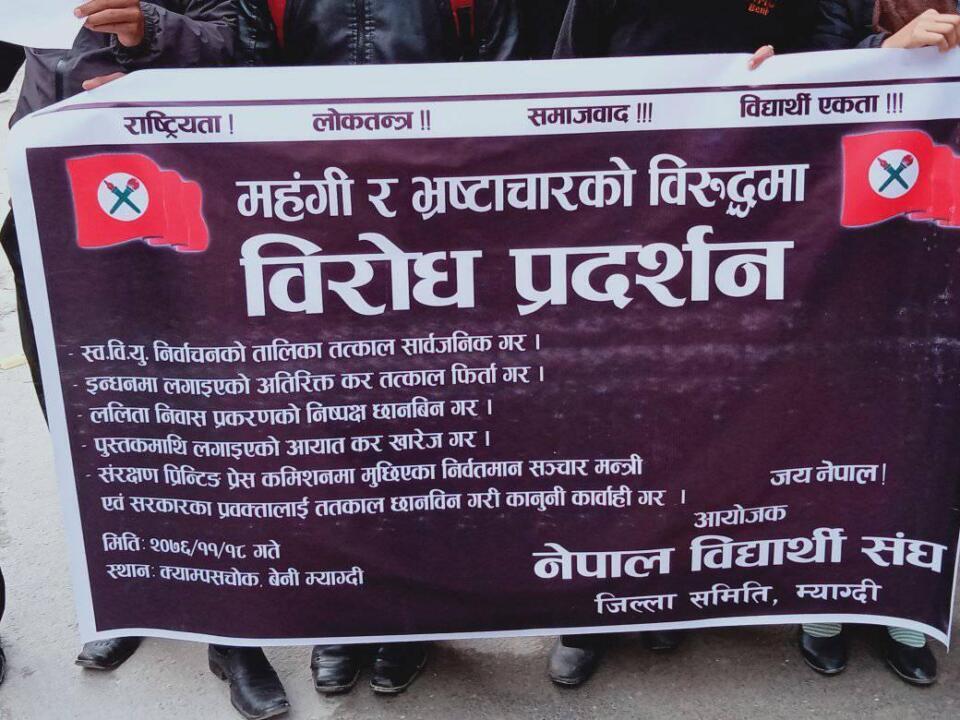 राष्ट्रियता ! लोकतन्त्र !! समाजवाद !!! विद्यार्थी एकता !!!
महंगी र भ्रष्टाचारको विरुद्धमा
विरोध प्रदर्शन
- स्व.वि.यु. निर्वाचनको तालिका तत्काल सार्वजनिक गर ।
- इन्धनमा लगाइएको अतिरिक्त कर तत्काल फिर्ता गर ।
- ललिता निवास प्रकरणको निष्पक्ष छानबिन गर ।
- पुस्तकमाथि लगाइएको आयात कर खारेज गर ।
- संरक्षण प्रिन्टिङ प्रेस कमिशनमा मुछिएका निर्वतमान सञ्चार मन्त्री
एवं सरकारका प्रवक्तालाई ततकाल छानविन गरी कानुनी कार्वाही गर ।
जय नेपाल!
मिति: २०७६/११/१८ गते
स्थान: क्याम्पसचोक, बेनी म्याग्दी
आयोजक
नेपाल विद्यार्थी संघ
जिल्ला समिति, म्याग्दी